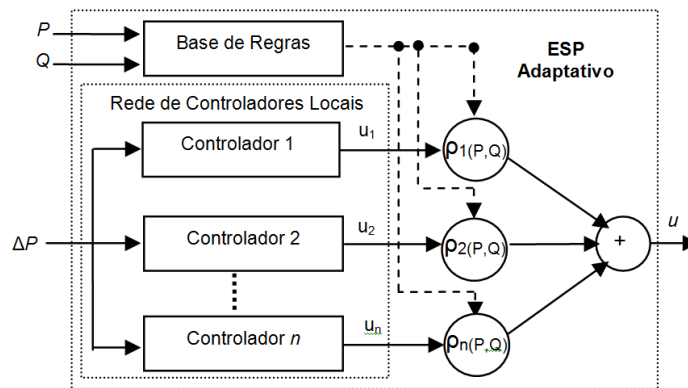 P
Q
Base de Regras
ESP
Adaptativo
Rede de Controladores Locais
Controlador 1
u1
ρ1(P,Q)
ΔP
Controlador 2
u2
ρ2(P,Q)
+
u
Controlador n
un
ρn(P,Q)